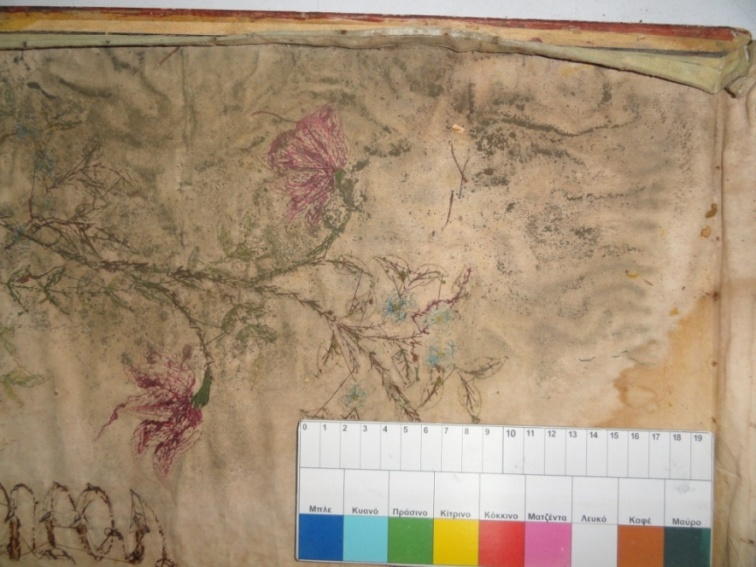 0 1 2 3 4 5 6 7 8 9 10 11 12 13 14 15 16 17 18 19
Μπλε Κυανό Πράσινο Κίτρινο Κόκκινο Ματζέντα Λευκό Καφέ Μαύρο